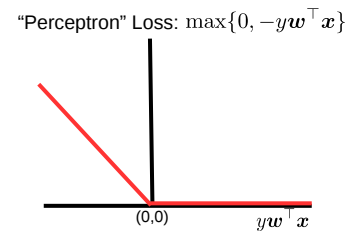 “Perceptron” Loss: max{0, −y𝒘⊤𝒙}
(0,0)
y𝒘⊤𝒙